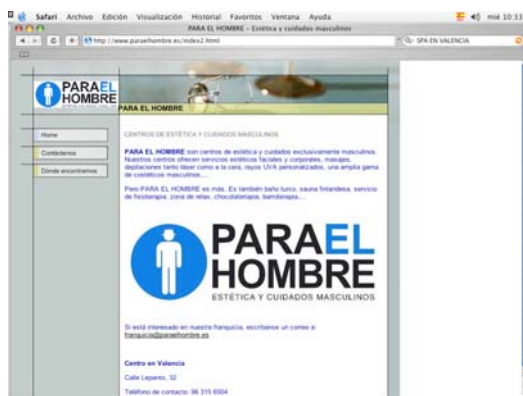 Safari Archivo Edición Visualización Historial Favoritos Ventana Ayuda
mié 10:33
PARA EL HOMBRE - Estética y cuidados masculinos
http://www.paraelhombre.es/index2.html
SPA EN VALENCIA
PARAEL
HOMBRE
PARA EL HOMBRE
Home
Contáctenos
Dónde encontrarnos
CENTROS DE ESTÉTICA Y CUIDADOS MASCULINOS
PARA EL HOMBRE son centros de estética y cuidados exclusivamente masculinos.
Nuestros centros ofrecen servicios estéticos faciales y corporales, masajes,
depilaciones tanto láser como a la cera, rayos UVA personalizados, una amplia gama
de cosméticos masculinos,...
Pero PARA EL HOMBRE es más. Es también baño turco, sauna finlandesa, servicio
de fisioterapia, zona de relax, chocolaterapia, barroterapia,...
PARAEL
HOMBRE
ESTÉTICA Y CUIDADOS MASCULINOS
Si está interesado en nuestra franquicia, escríbanos un correo a:
franquicia@paraelhombre.es
Centro en Valencia
Calle Lepanto, 32
Teléfono de contacto: 96 315 6504